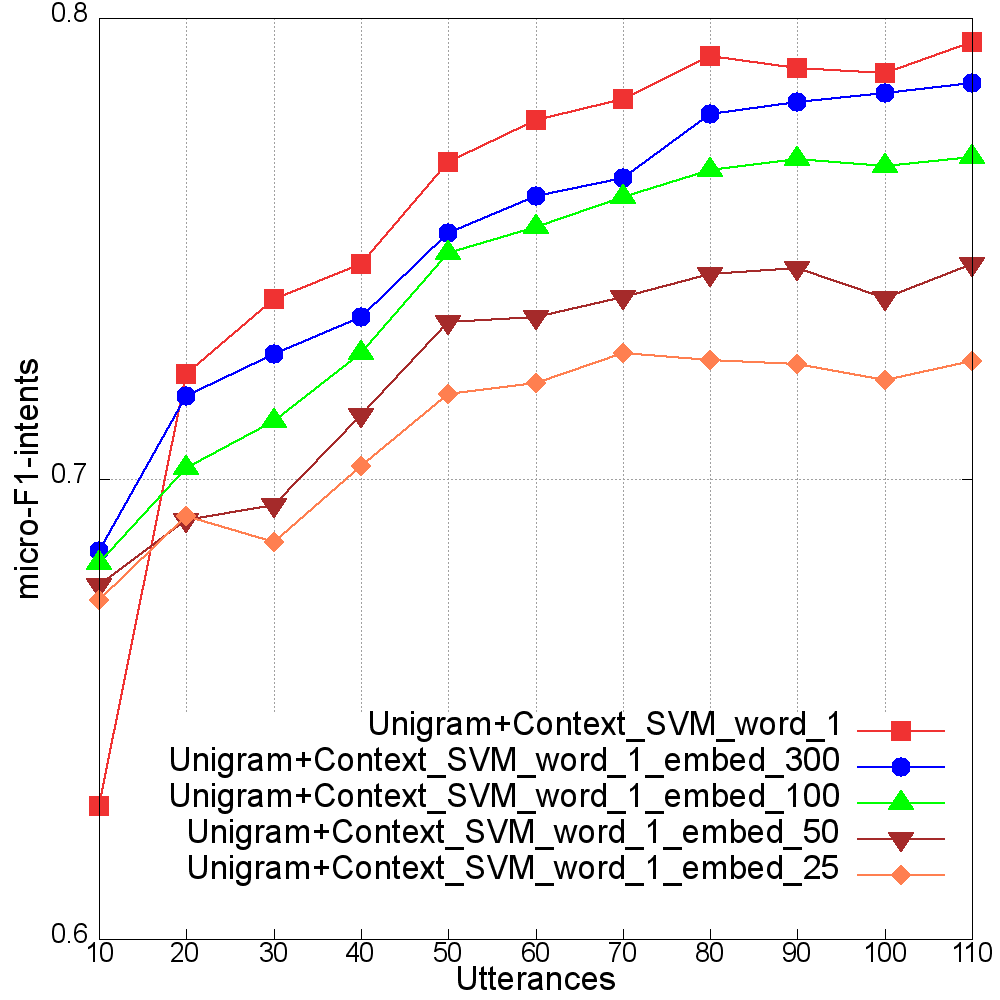 0.8
0.7
0.6
micro-F1-intents
Unigram+Context_SVM_word_1
Unigram+Context_SVM_word_1_embed_300
Unigram+Context_SVM_word_1_embed_100
Unigram+Context_SVM_word_1_embed_50
Unigram+Context_SVM_word_1_embed_25
10 20 30 40 50 60 70 80 90 100 110
Utterances